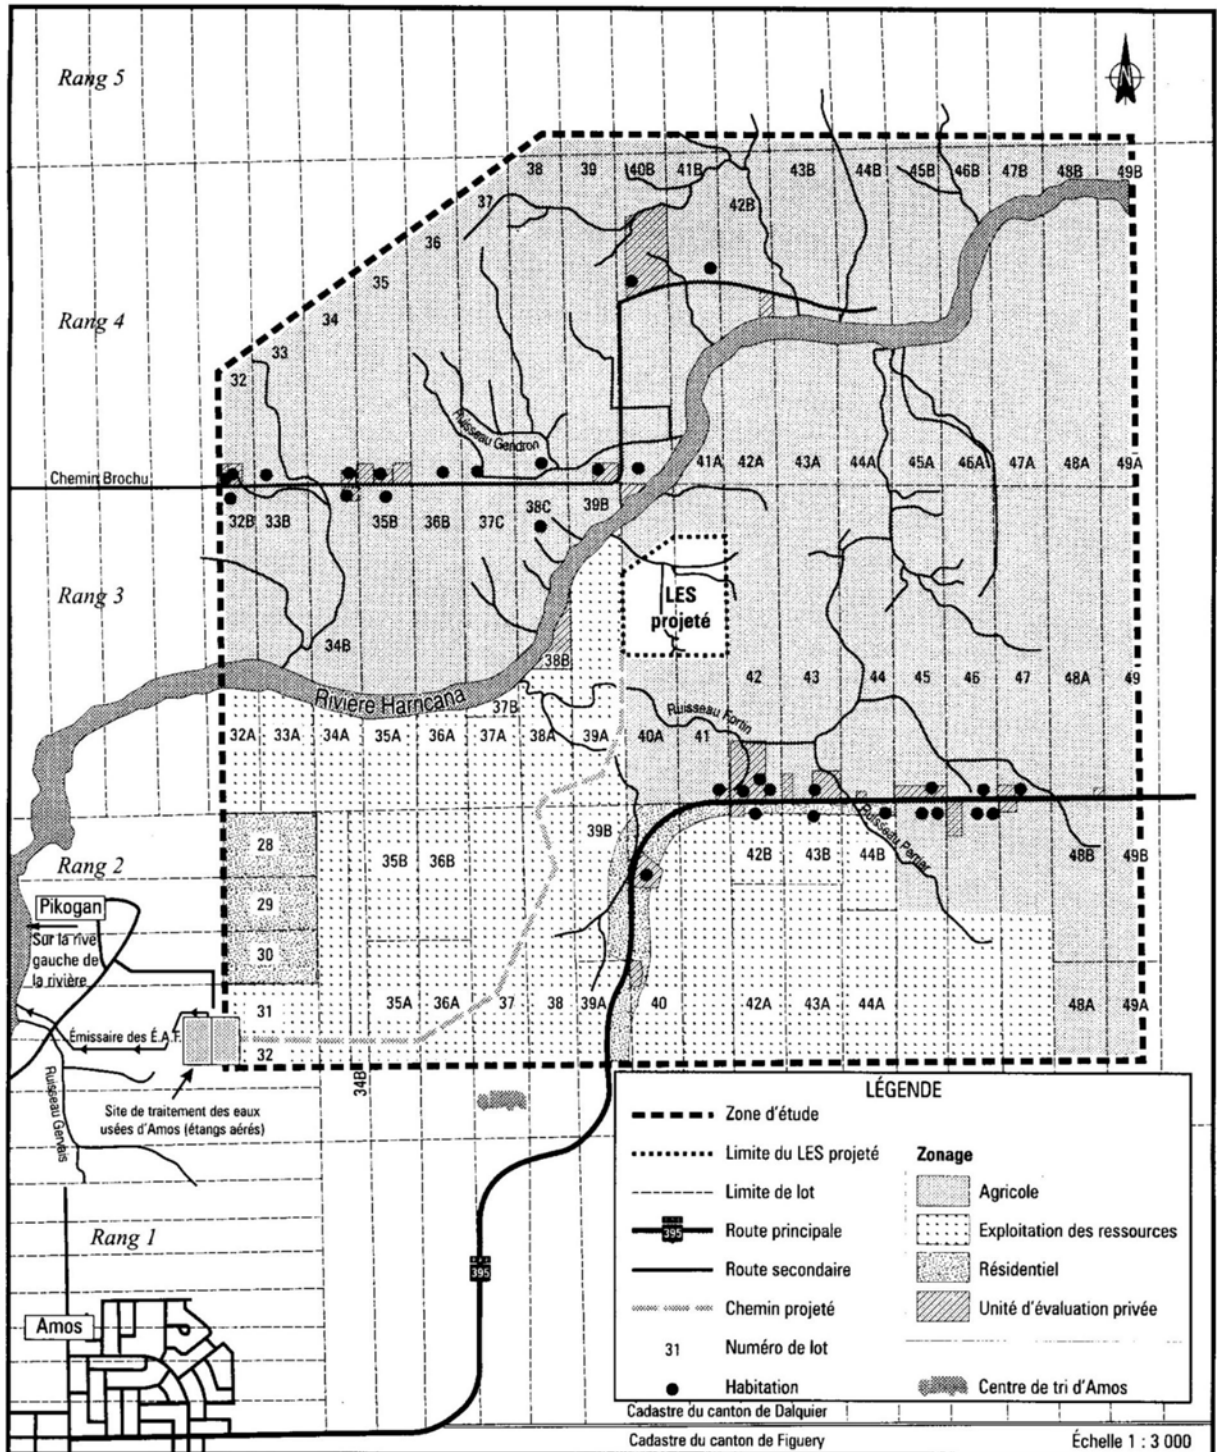 Rang 5
38 39 40B 41B 43B 44B 45B 46B 47B 48B 49B
37
42B
36
35
Rang 4
34
33
32
Ruisseau Gendron
Chemin Brochu
41A 42A 43A 44A 45A 46A 47A 48A 49A
32B 33B 35B 36B 37C 38C 39B
Rang 3
LES
projeté
34B
38B
42 43 44 45 46 47 48A 49
Rivière Harricana
37B
Ruisseau Fortin
32A 33A 34A 35A 36A 37A 38A 39A 40A 41
Ruisseau Perrier
39B
28
35B 36B
42B 43B 44B 48B 49B
Rang 2
29
Pikogan
Sur la rive
gauche de
la rivière
30
31
35A 36A 37 38 39A 40 42A 43A 44A 48A 49A
Émissaire des É.A.F.
32
34B
Ruisseau Gervais
Site de traitement des eaux
usées d'Amos (étangs aérés)
Rang 1
395
Amos
LÉGENDE
Zone d'étude
Limite du LES projeté
Limite de lot
395
Route principale
Route secondaire
Chemin projeté
31
Numéro de lot
Habitation
Zonage
Agricole
Exploitation des ressources
Résidentiel
Unité d'évaluation privée
Centre de tri d'Amos
Cadastre du canton de Dalquier
Cadastre du canton de Figuery
Échelle 1 : 3 000